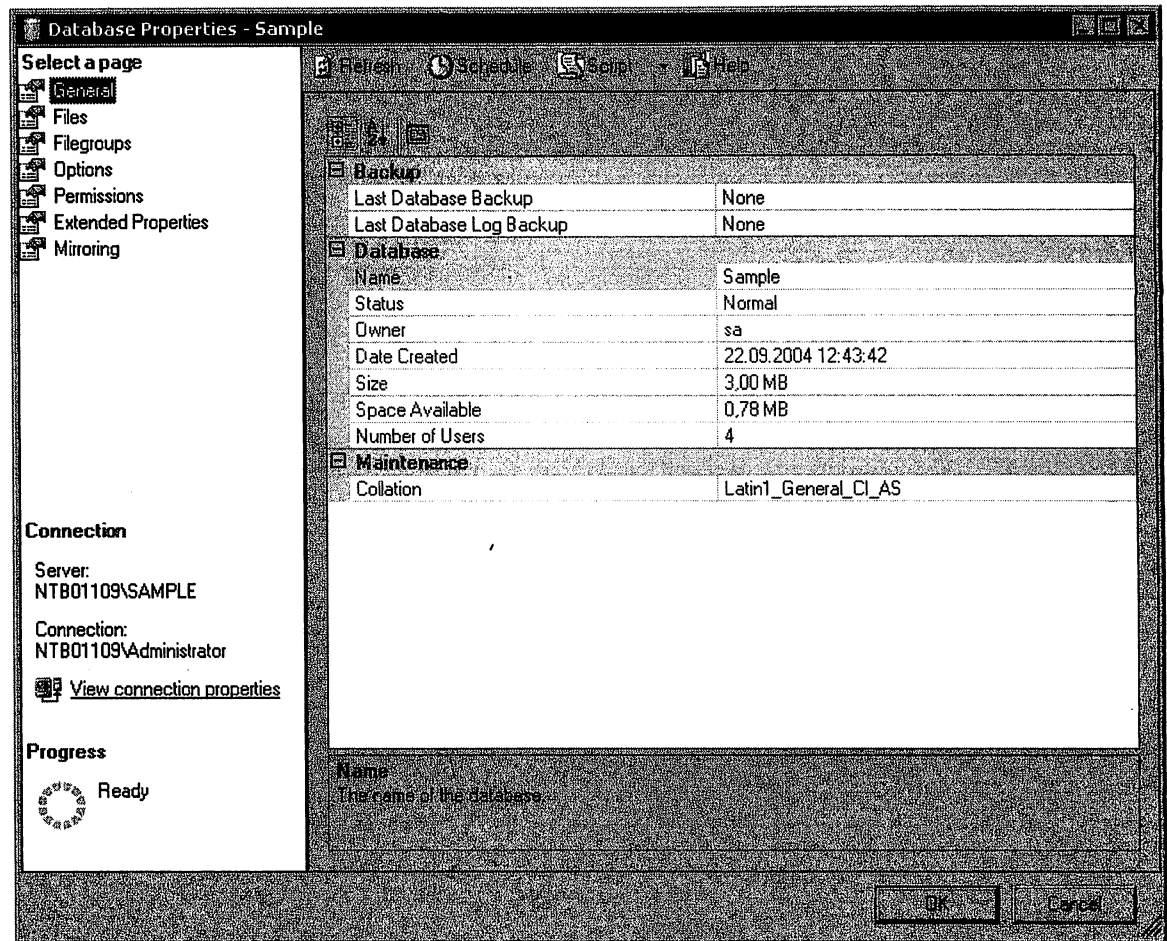 Database Properties - Sample
Select a page
General
Files
Filegroups
Options
Permissions
Extended Properties
Mirroring
Refresh Schedule Script Help
Backup
Last Database Backup None
Last Database Log Backup None
Database
Name Sample
Status Normal
Owner sa
Date Created 22.09.2004 12:43:42
Size 3,00 MB
Space Available 0,78 MB
Number of Users 4
Maintenance
Collation Latin1_General_CI_AS
Connection
Server:
NTB01109\SAMPLE
Connection:
NTB01109\Administrator
View connection properties
Progress
Ready
Name
The name of the database.
OK Cancel